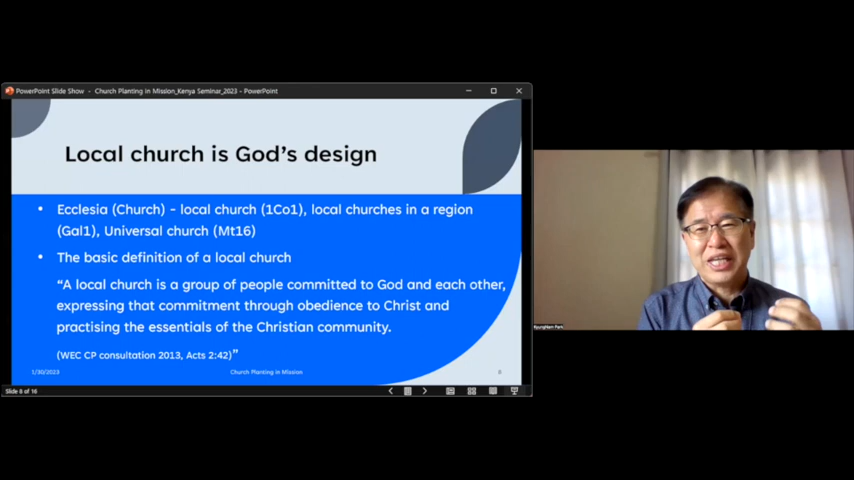 PowerPoint Slide Show - Church Planting in Mission_Kenya Seminar_2023 - PowerPoint
Local church is God's design
• Ecclesia (Church) – local church (1Co1), local churches in a region
(Gal1), Universal church (Mt16)
• The basic definition of a local church
“A local church is a group of people committed to God and each other,
expressing that commitment through obedience to Christ and
practising the essentials of the Christian community.
(WEC CP consultation 2013, Acts 2:42)”
1/30/2023 Church Planting in Mission 8
Slide 8 of 16
KyungNam Park